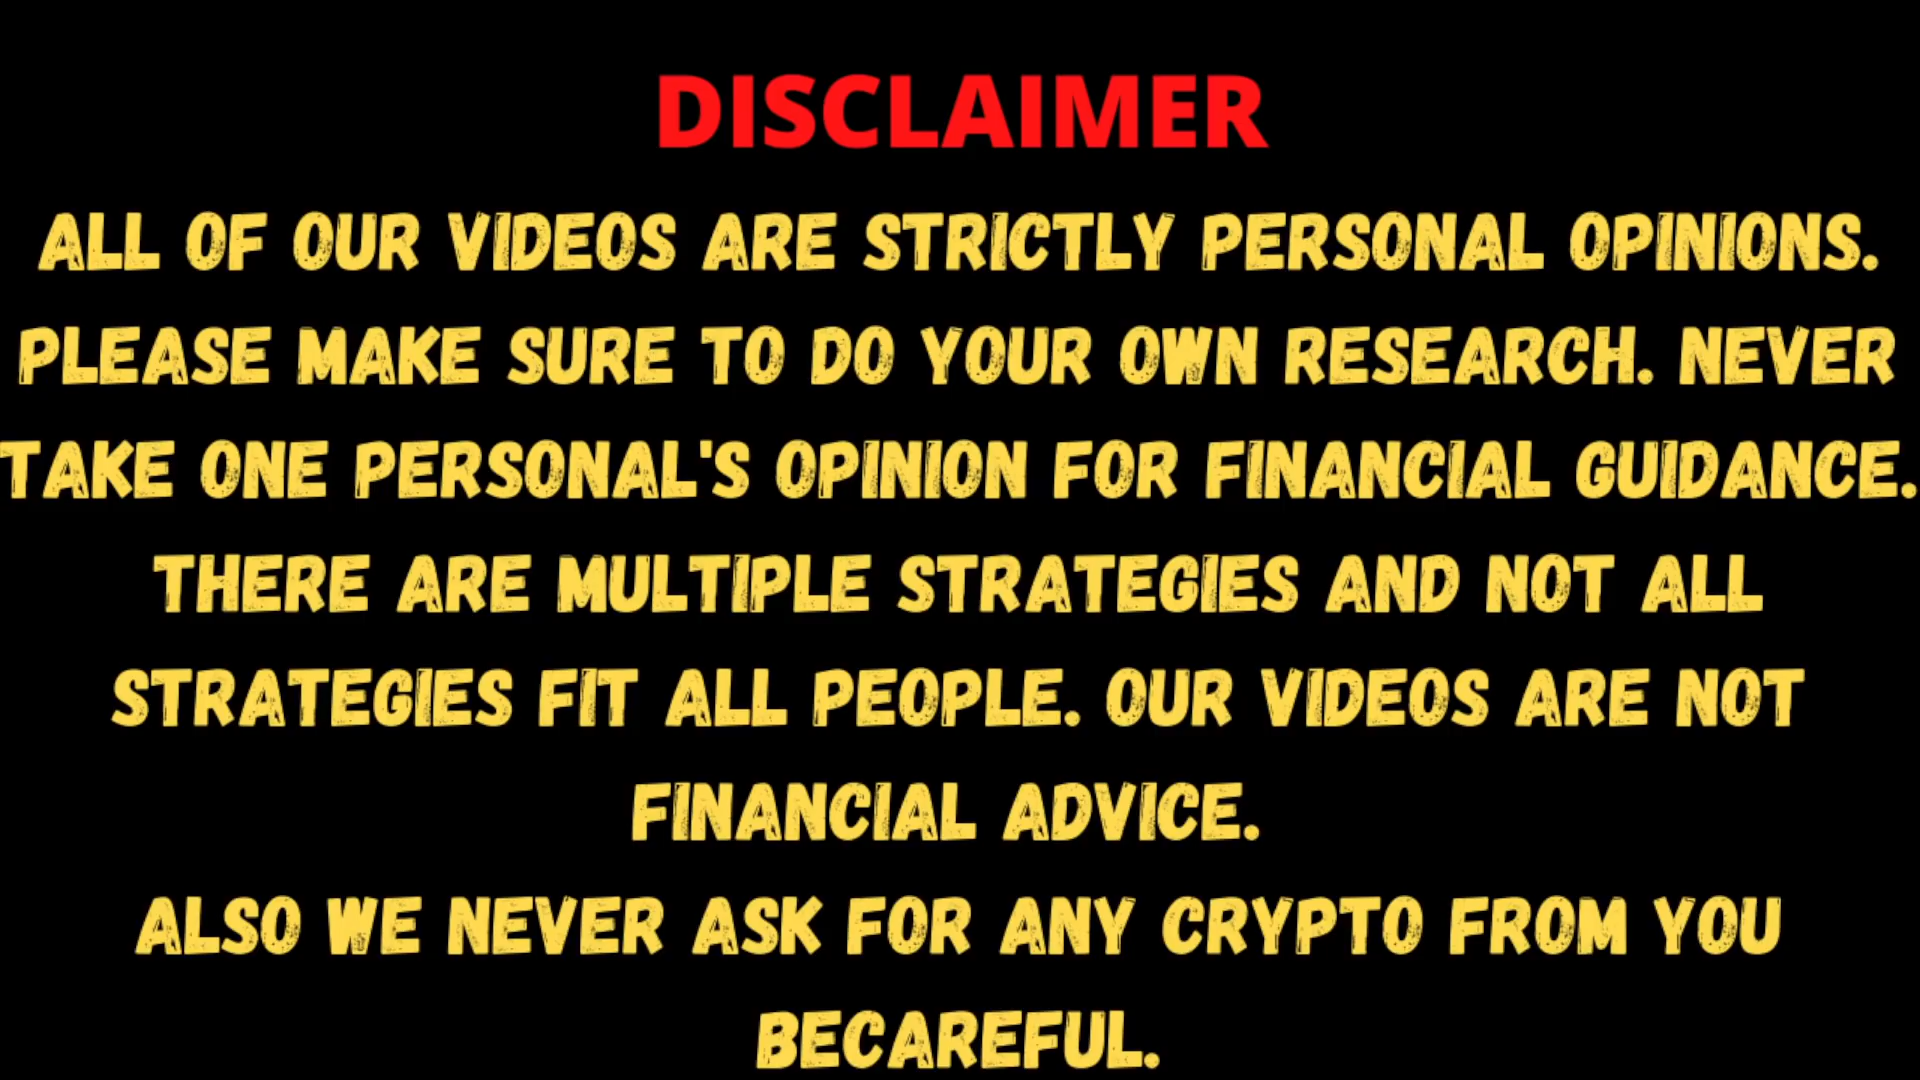 DISCLAIMER
ALL OF OUR VIDEOS ARE STRICTLY PERSONAL OPINIONS.
PLEASE MAKE SURE TO DO YOUR OWN RESEARCH. NEVER
TAKE ONE PERSONAL'S OPINION FOR FINANCIAL GUIDANCE.
THERE ARE MULTIPLE STRATEGIES AND NOT ALL
STRATEGIES FIT ALL PEOPLE. OUR VIDEOS ARE NOT
FINANCIAL ADVICE.
ALSO WE NEVER ASK FOR ANY CRYPTO FROM YOU
BECAREFUL.